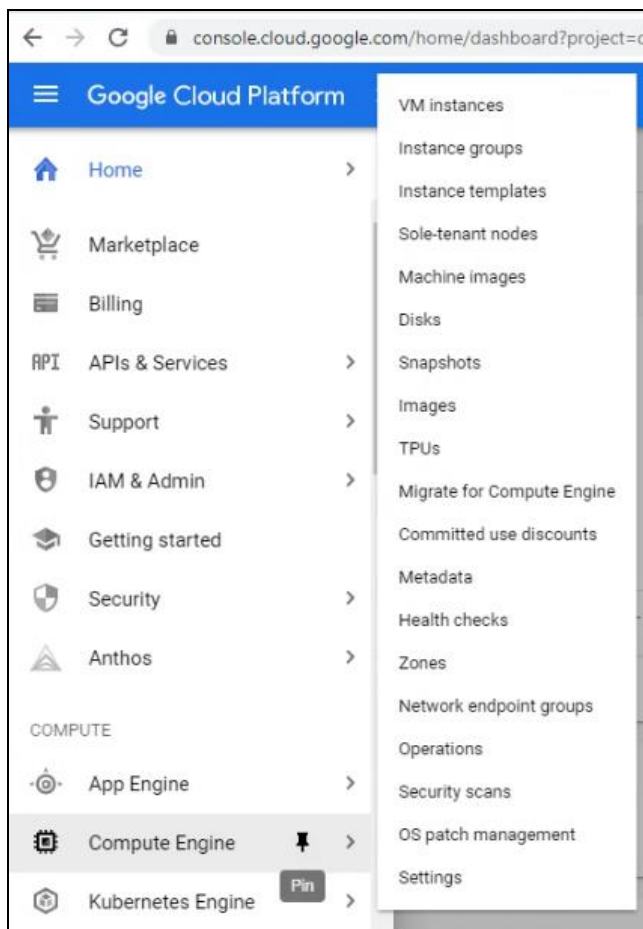 console.cloud.google.com/home/dashboard?project=
Google Cloud Platform
Home
Marketplace
Billing
API APIs & Services
Support
IAM & Admin
Getting started
Security
Anthos
COMPUTE
App Engine
Compute Engine
Pin
Kubernetes Engine
VM instances
Instance groups
Instance templates
Sole-tenant nodes
Machine images
Disks
Snapshots
Images
TPUs
Migrate for Compute Engine
Committed use discounts
Metadata
Health checks
Zones
Network endpoint groups
Operations
Security scans
OS patch management
Settings